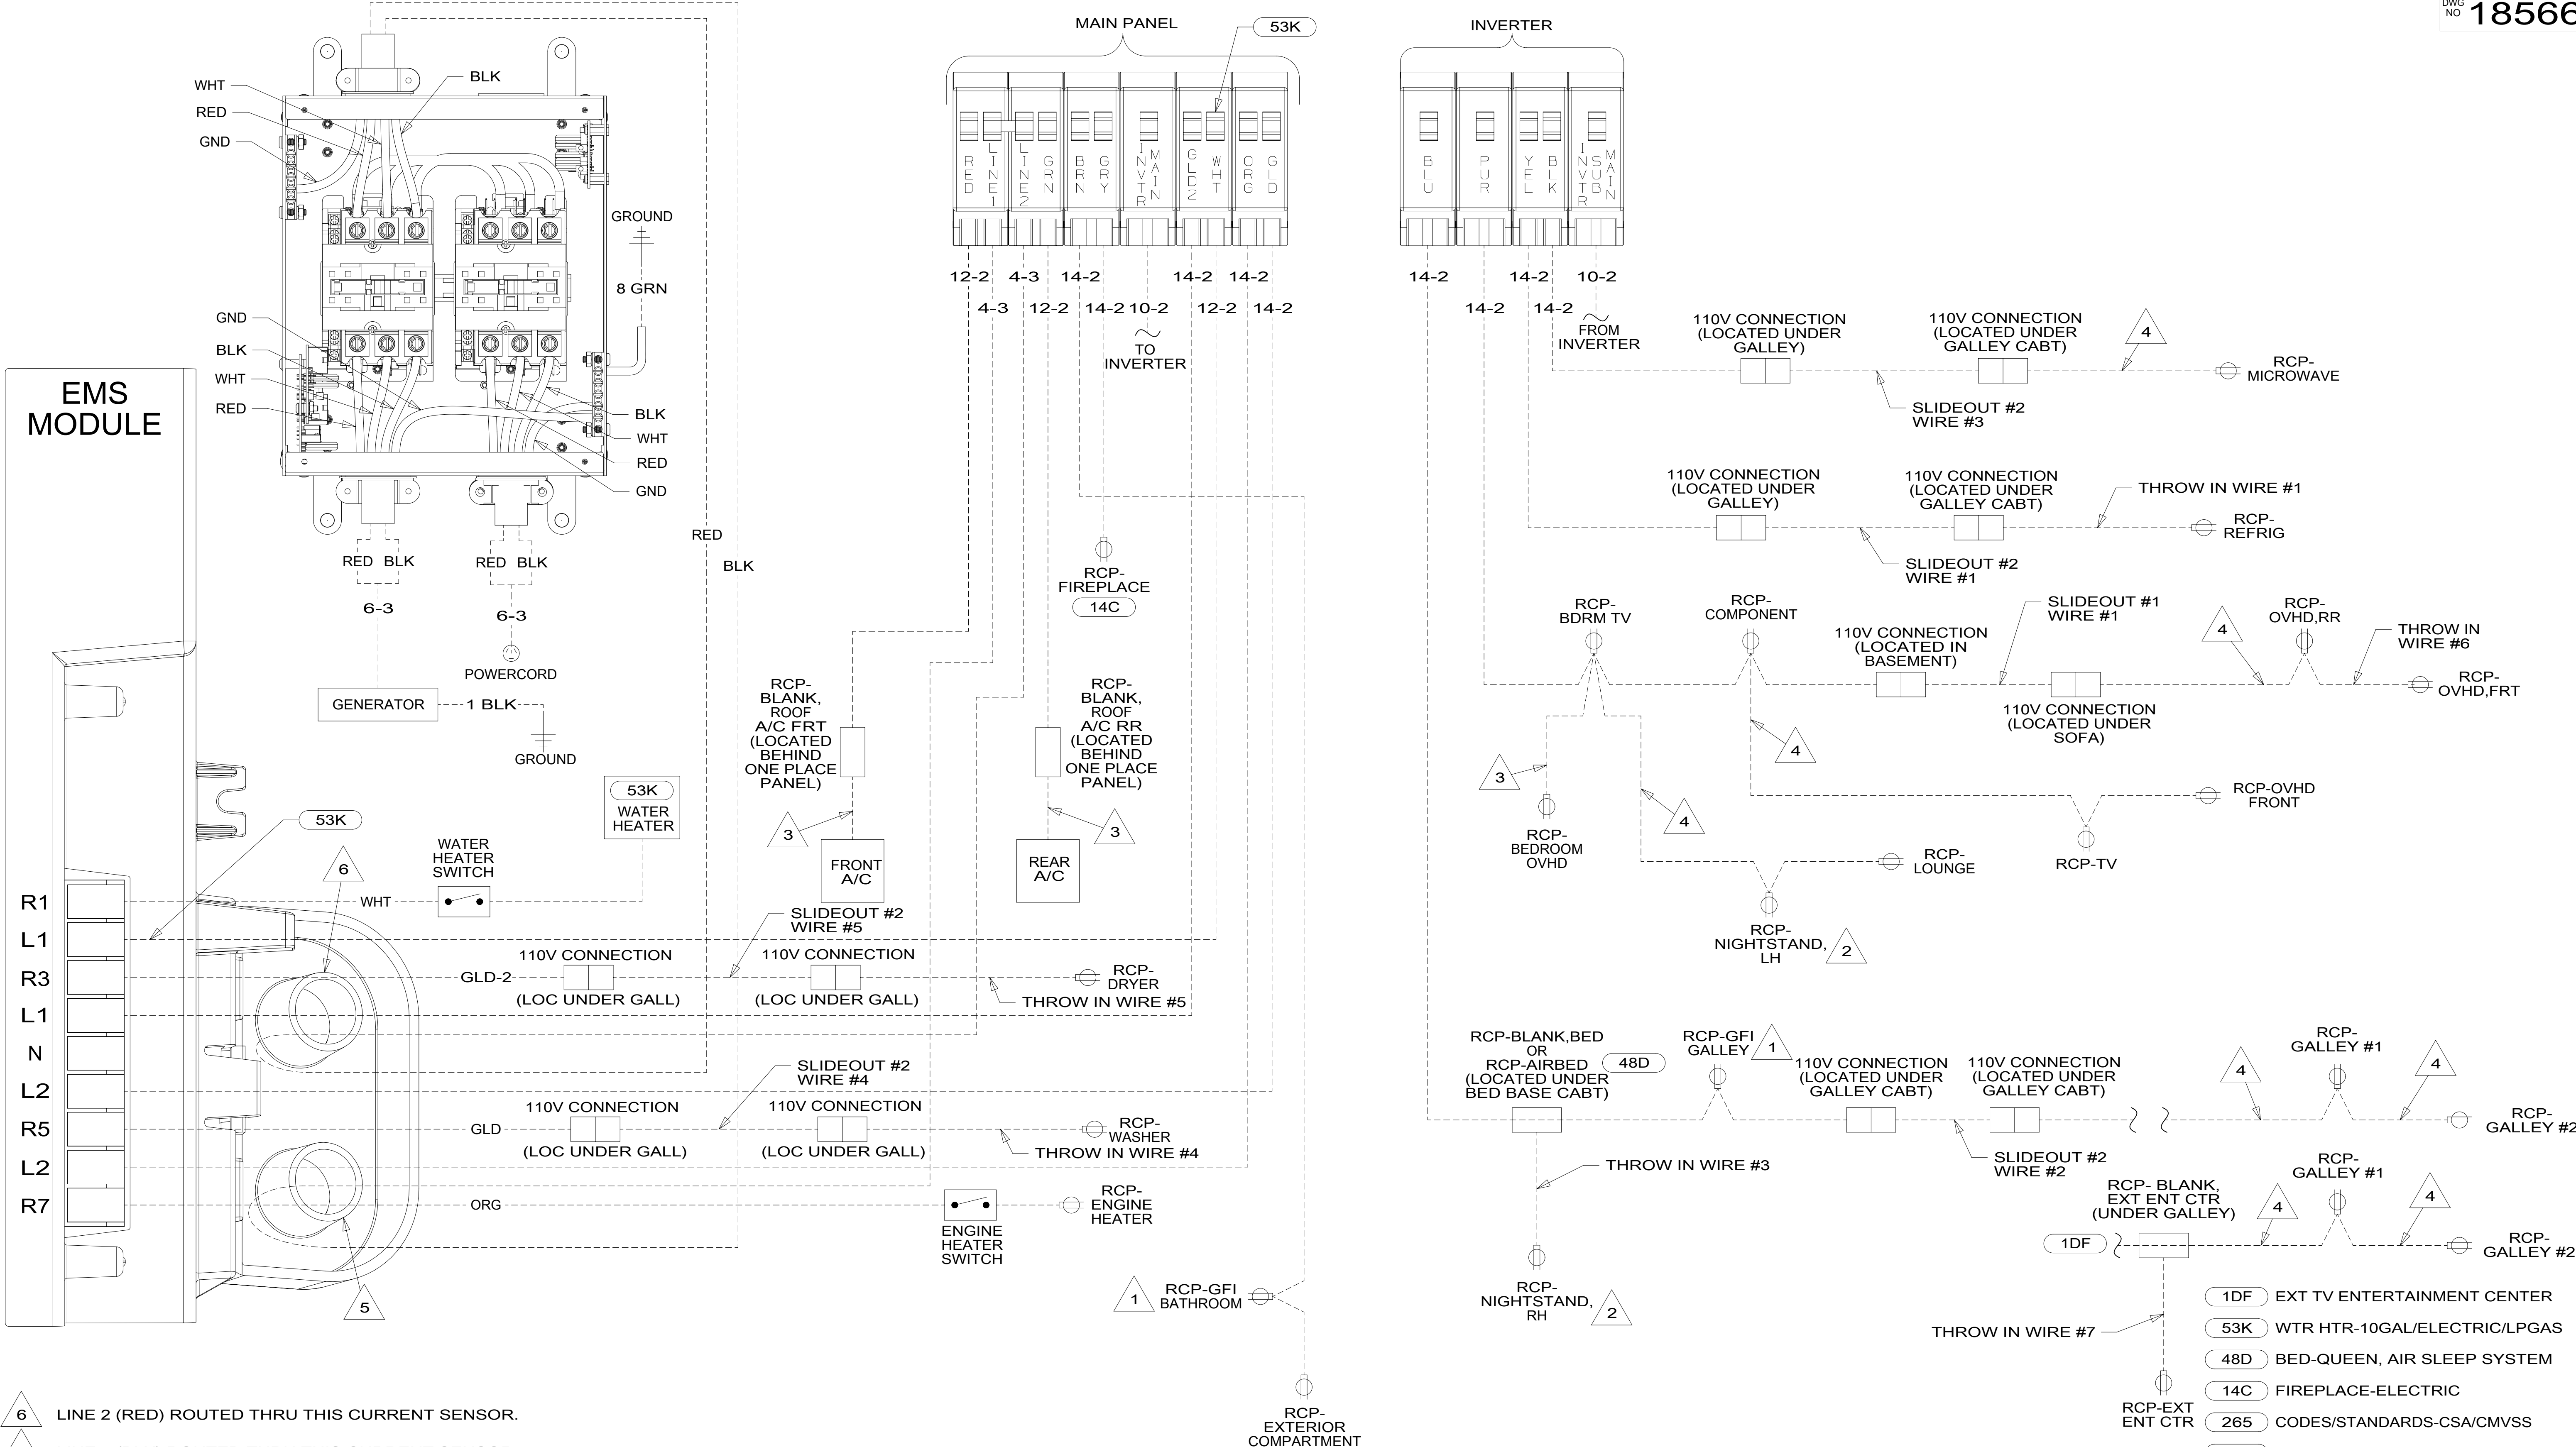 DWG
NO 18566
MAIN PANEL
53K
INVERTER
WHT
RED
GND
BLK
GROUND
8 GRN
GND
BLK
WHT
RED
BLK
WHT
RED
GND
RED BLK
6-3
RED BLK
6-3
POWERCORD
GENERATOR
1 BLK
GROUND
RED
BLK
RED
LINE1
LINE2
GRN
BRN
GRY
INVTR
MAIN
GLD2
WHT
ORG
GLD
12-2 4-3 14-2 14-2 14-2
4-3 12-2 14-2 10-2 12-2 14-2
TO
INVERTER
BLU
PUR
YEL
BLK
INVTR
SUB
MAIN
14-2 14-2 10-2
14-2 14-2
FROM
INVERTER
110V CONNECTION
(LOCATED UNDER
GALLEY)
110V CONNECTION
(LOCATED UNDER
GALLEY CABT)
4
RCP-
MICROWAVE
SLIDEOUT #2
WIRE #3
110V CONNECTION
(LOCATED UNDER
GALLEY)
110V CONNECTION
(LOCATED UNDER
GALLEY CABT)
THROW IN WIRE #1
RCP-
REFRIG
SLIDEOUT #2
WIRE #1
RCP-
FIREPLACE
14C
RCP-
BDRM TV
RCP-
COMPONENT
110V CONNECTION
(LOCATED IN
BASEMENT)
SLIDEOUT #1
WIRE #1
4
RCP-
OVHD,RR
THROW IN
WIRE #6
RCP-
OVHD,FRT
110V CONNECTION
(LOCATED UNDER
SOFA)
4
3
4
RCP-
BEDROOM
OVHD
RCP-OVHD
FRONT
RCP-TV
RCP-
LOUNGE
RCP-
NIGHTSTAND,
LH
2
EMS
MODULE
R1
L1
R3
L1
N
L2
R5
L2
R7
53K
6
5
WHT
WATER
HEATER
SWITCH
53K
WATER
HEATER
RCP-
BLANK,
ROOF
A/C FRT
(LOCATED
BEHIND
ONE PLACE
PANEL)
3
FRONT
A/C
RCP-
BLANK,
ROOF
A/C RR
(LOCATED
BEHIND
ONE PLACE
PANEL)
3
REAR
A/C
SLIDEOUT #2
WIRE #5
GLD-2
110V CONNECTION
(LOC UNDER GALL)
110V CONNECTION
(LOC UNDER GALL)
RCP-
DRYER
THROW IN WIRE #5
SLIDEOUT #2
WIRE #4
GLD
110V CONNECTION
(LOC UNDER GALL)
110V CONNECTION
(LOC UNDER GALL)
RCP-
WASHER
THROW IN WIRE #4
ORG
ENGINE
HEATER
SWITCH
RCP-
ENGINE
HEATER
1
RCP-GFI
BATHROOM
RCP-
EXTERIOR
COMPARTMENT
RCP-BLANK,BED
OR
RCP-AIRBED
(LOCATED UNDER
BED BASE CABT)
48D
RCP-GFI
GALLEY
1
110V CONNECTION
(LOCATED UNDER
GALLEY CABT)
110V CONNECTION
(LOCATED UNDER
GALLEY CABT)
4
RCP-
GALLEY #1
4
RCP-
GALLEY #2
SLIDEOUT #2
WIRE #2
THROW IN WIRE #3
RCP-
NIGHTSTAND,
RH
2
RCP- BLANK,
EXT ENT CTR
(UNDER GALLEY)
1DF
4
RCP-
GALLEY #1
4
RCP-
GALLEY #2
THROW IN WIRE #7
RCP-EXT
ENT CTR
1DF EXT TV ENTERTAINMENT CENTER
53K WTR HTR-10GAL/ELECTRIC/LPGAS
48D BED-QUEEN, AIR SLEEP SYSTEM
14C FIREPLACE-ELECTRIC
265 CODES/STANDARDS-CSA/CMVSS
6 LINE 2 (RED) ROUTED THRU THIS CURRENT SENSOR.